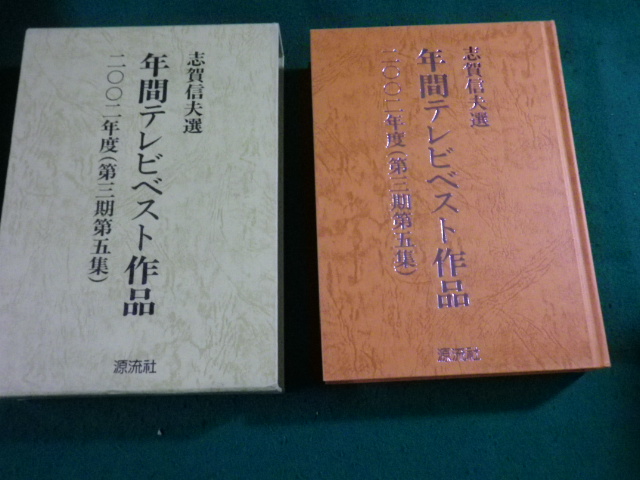 志賀信夫選
年間テレビベスト作品
二〇〇二年度（第三期第五集）
源流社
志賀信夫選
年間テレビベスト作品
二〇〇二年度（第三期第五集）
源流社